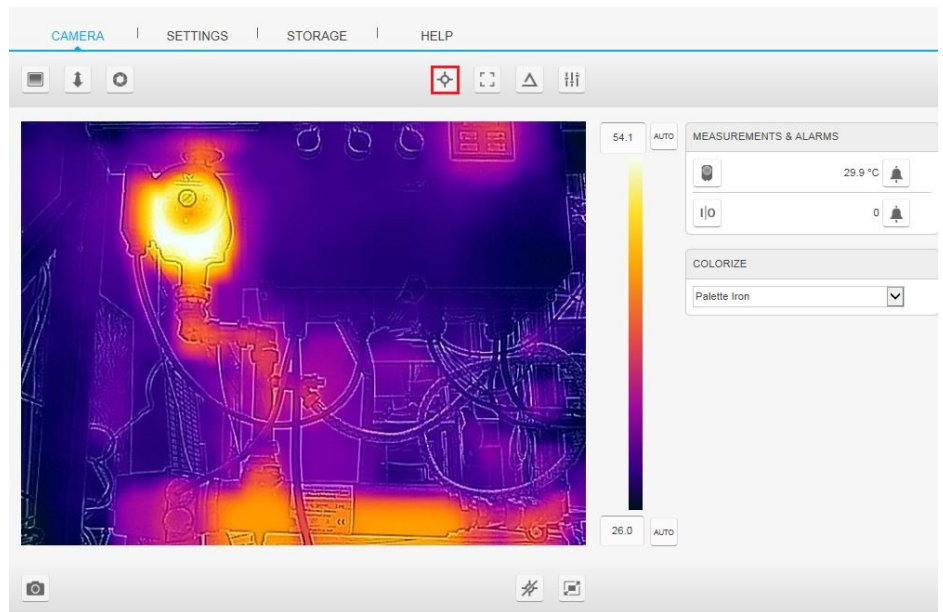 CAMERA | SETTINGS | STORAGE | HELP
54.1 AUTO
MEASUREMENTS & ALARMS
29.9 °C
I|O 0
COLORIZE
Palette Iron
26.0 AUTO